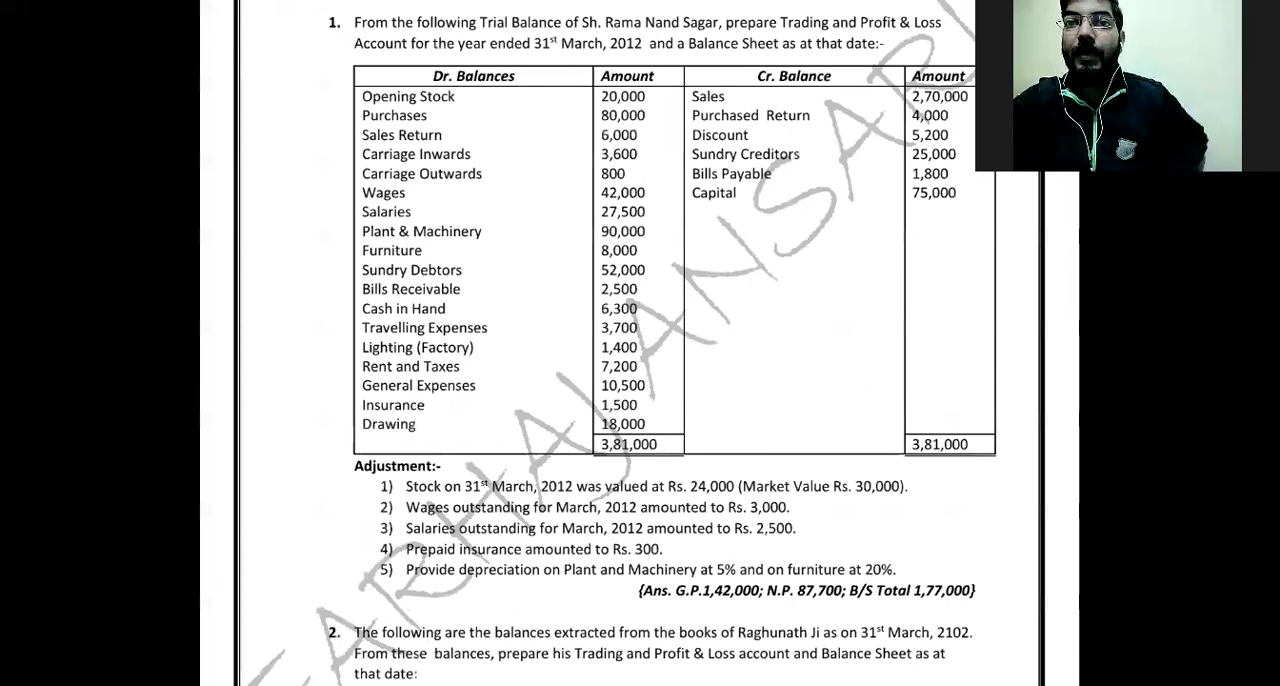 1. From the following Trial Balance of Sh. Rama Nand Sagar, prepare Trading and Profit & Loss
Account for the year ended 31st March, 2012 and a Balance Sheet as at that date:-
Dr. Balances Amount Cr. Balance Amount
Opening Stock 20,000 Sales 2,70,000
Purchases 80,000 Purchased Return 4,000
Sales Return 6,000 Discount 5,200
Carriage Inwards 3,600 Sundry Creditors 25,000
Carriage Outwards 800 Bills Payable 1,800
Wages 42,000 Capital 75,000
Salaries 27,500
Plant & Machinery 90,000
Furniture 8,000
Sundry Debtors 52,000
Bills Receivable 2,500
Cash in Hand 6,300
Travelling Expenses 3,700
Lighting (Factory) 1,400
Rent and Taxes 7,200
General Expenses 10,500
Insurance 1,500
Drawing 18,000
3,81,000 3,81,000
Adjustment:-
1) Stock on 31st March, 2012 was valued at Rs. 24,000 (Market Value Rs. 30,000).
2) Wages outstanding for March, 2012 amounted to Rs. 3,000.
3) Salaries outstanding for March, 2012 amounted to Rs. 2,500.
4) Prepaid insurance amounted to Rs. 300.
5) Provide depreciation on Plant and Machinery at 5% and on furniture at 20%.
{Ans. G.P.1,42,000; N.P. 87,700; B/S Total 1,77,000}
2. The following are the balances extracted from the books of Raghunath Ji as on 31st March, 2102.
From these balances, prepare his Trading and Profit & Loss account and Balance Sheet as at
that date:
FARHAJ ANSARI